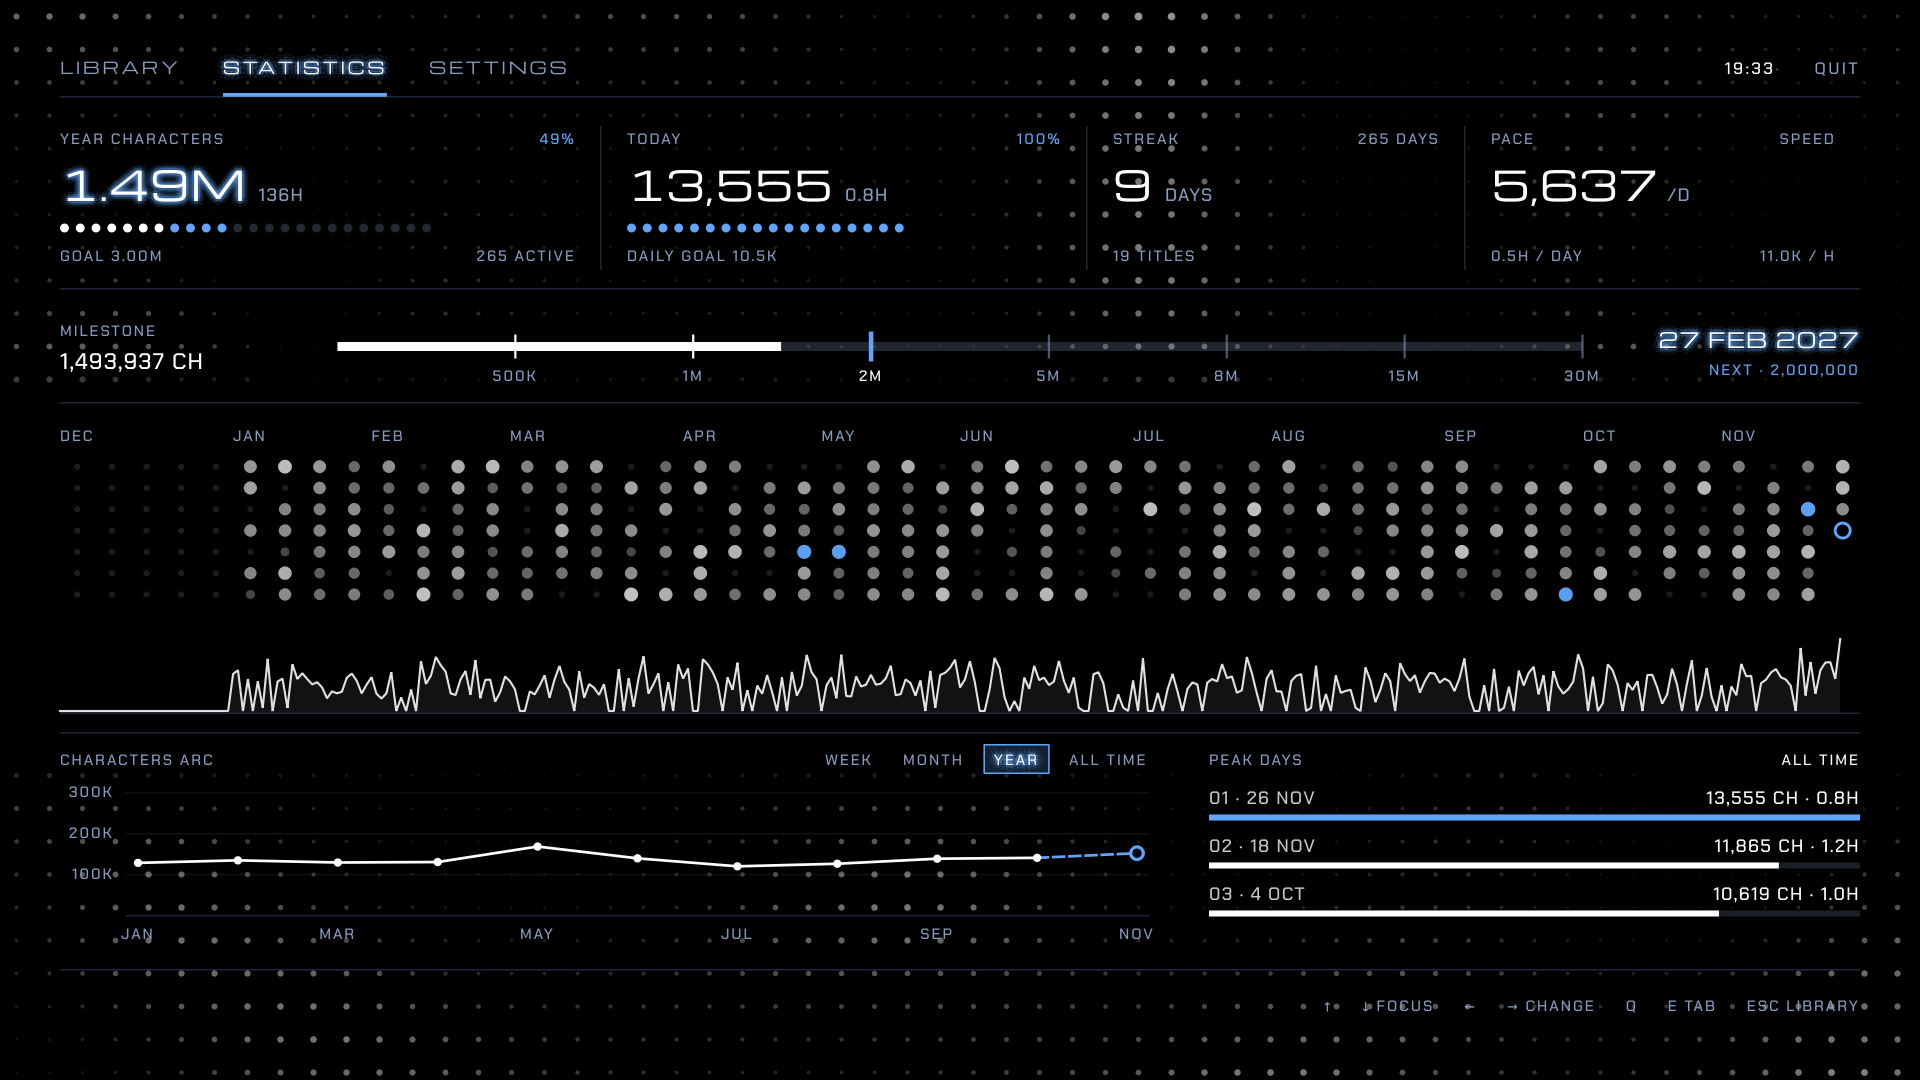 LIBRARY STATISTICS SETTINGS 19:33 QUIT
YEAR CHARACTERS 49% TODAY 100% STREAK 265 DAYS PACE SPEED
1.49M 136H 13,555 0.8H 9 DAYS 5,637 /D
GOAL 3.00M 265 ACTIVE DAILY GOAL 10.5K 19 TITLES 0.5H / DAY 11.0K / H
MILESTONE
1,493,937 CH
500K 1M 2M 5M 8M 15M 30M
27 FEB 2027
NEXT · 2,000,000
DEC JAN FEB MAR APR MAY JUN JUL AUG SEP OCT NOV
CHARACTERS ARC WEEK MONTH YEAR ALL TIME
300K
200K
100K
JAN MAR MAY JUL SEP NOV
PEAK DAYS ALL TIME
01 · 26 NOV 13,555 CH · 0.8H
02 · 18 NOV 11,865 CH · 1.2H
03 · 4 OCT 10,619 CH · 1.0H
↑ ↓ FOCUS ← → CHANGE Q E TAB ESC LIBRARY